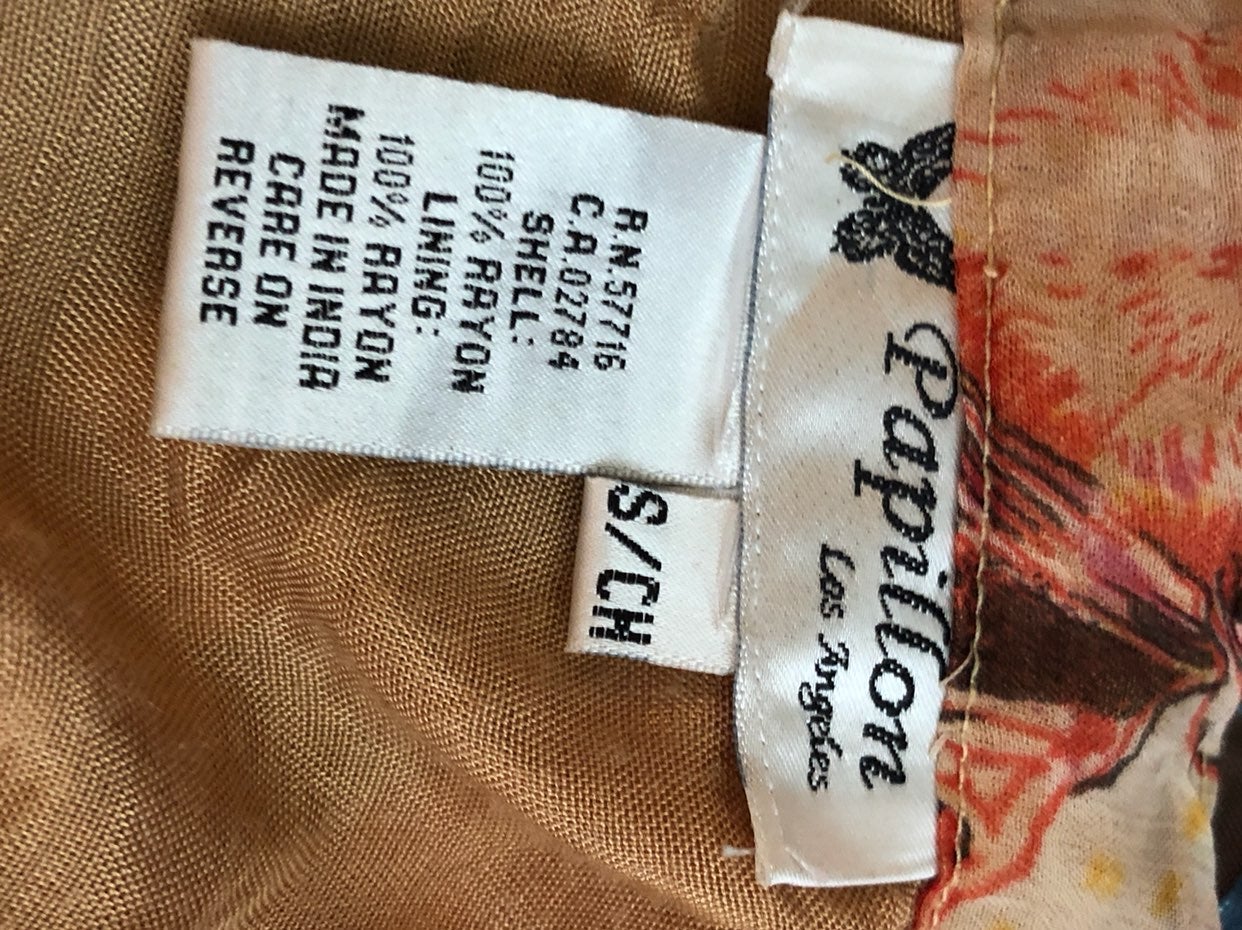 Papillon
Los Angeles
S/CH
R.N.57716
C.A.02784
SHELL:
100% RAYON
LINING:
100% RAYON
MADE IN INDIA
CARE ON
REVERSE